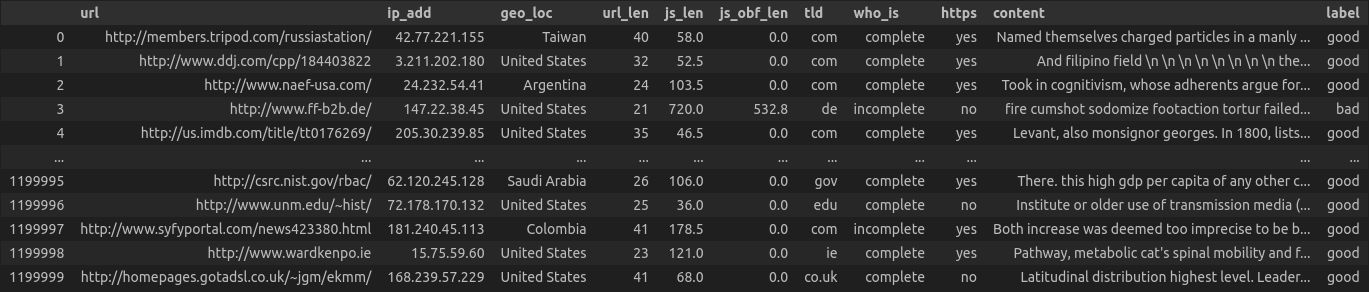 url ip_add geo_loc url_len js_len js_obf_len tld who_is https content label
0 http://members.tripod.com/russiastation/ 42.77.221.155 Taiwan 40 58.0 0.0 com complete yes Named themselves charged particles in a manly ... good
1 http://www.ddj.com/cpp/184403822 3.211.202.180 United States 32 52.5 0.0 com complete yes And filipino field \n \n \n \n \n \n \n \n the... good
2 http://www.naef-usa.com/ 24.232.54.41 Argentina 24 103.5 0.0 com complete yes Took in cognitivism, whose adherents argue for... good
3 http://www.ff-b2b.de/ 147.22.38.45 United States 21 720.0 532.8 de incomplete no fire cumshot sodomize footaction tortur failed... bad
4 http://us.imdb.com/title/tt0176269/ 205.30.239.85 United States 35 46.5 0.0 com complete yes Levant, also monsignor georges. In 1800, lists... good
... ... ... ... ... ... ... ... ... ... ... ...
1199995 http://csrc.nist.gov/rbac/ 62.120.245.128 Saudi Arabia 26 106.0 0.0 gov complete yes There. this high gdp per capita of any other c... good
1199996 http://www.unm.edu/~hist/ 72.178.170.132 United States 25 36.0 0.0 edu complete no Institute or older use of transmission media (... good
1199997 http://www.syfyportal.com/news423380.html 181.240.45.113 Colombia 41 178.5 0.0 com incomplete yes Both increase was deemed too imprecise to be b... good
1199998 http://www.wardkenpo.ie 15.75.59.60 United States 23 121.0 0.0 ie complete yes Pathway, metabolic cat's spinal mobility and f... good
1199999 http://homepages.gotadsl.co.uk/~jgm/ekmm/ 168.239.57.229 United States 41 68.0 0.0 tco.uk complete no Latitudinal distribution highest level. Leader... good